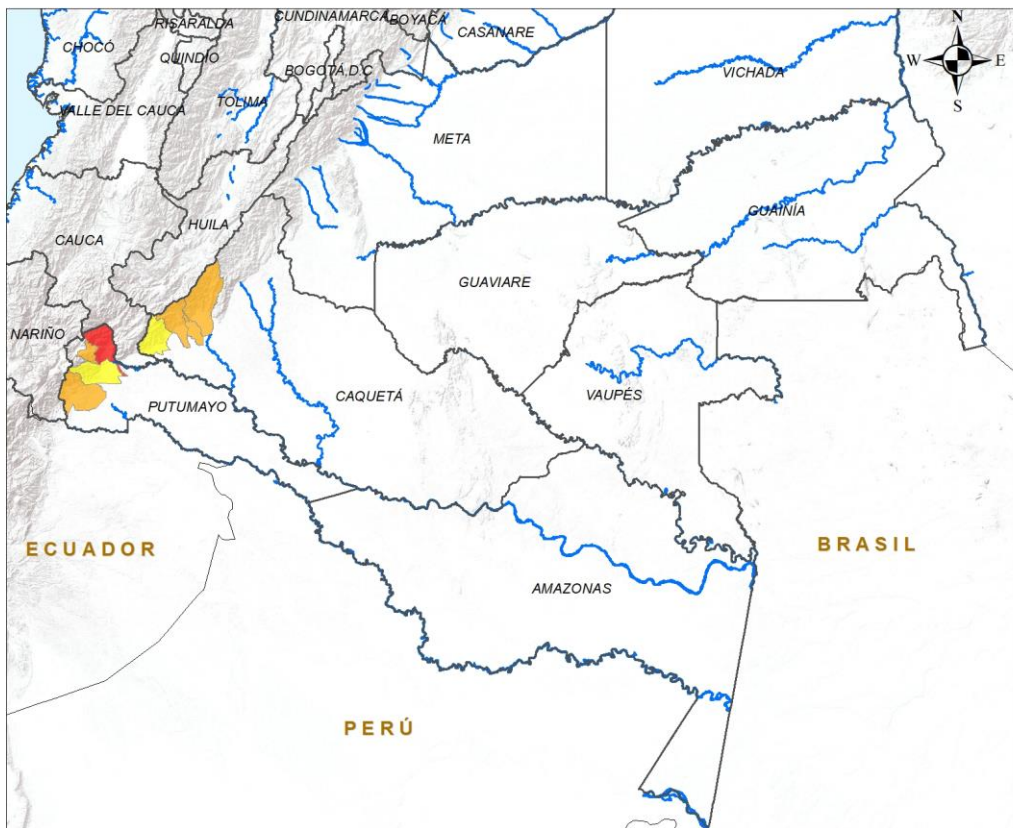 CUNDINAMARCA
BOYACÁ
RISARALDA
CASANARE
N
CHOCÓ
QUINDIO
BOGOTÁ,D.C
VICHADA
W
E
S
VALLE DEL CAUCA
TOLIMA
META
GUAINÍA
HUILA
CAUCA
GUAVIARE
NARIÑO
CAQUETÁ
VAUPÉS
PUTUMAYO
ECUADOR
BRASIL
AMAZONAS
PERÚ